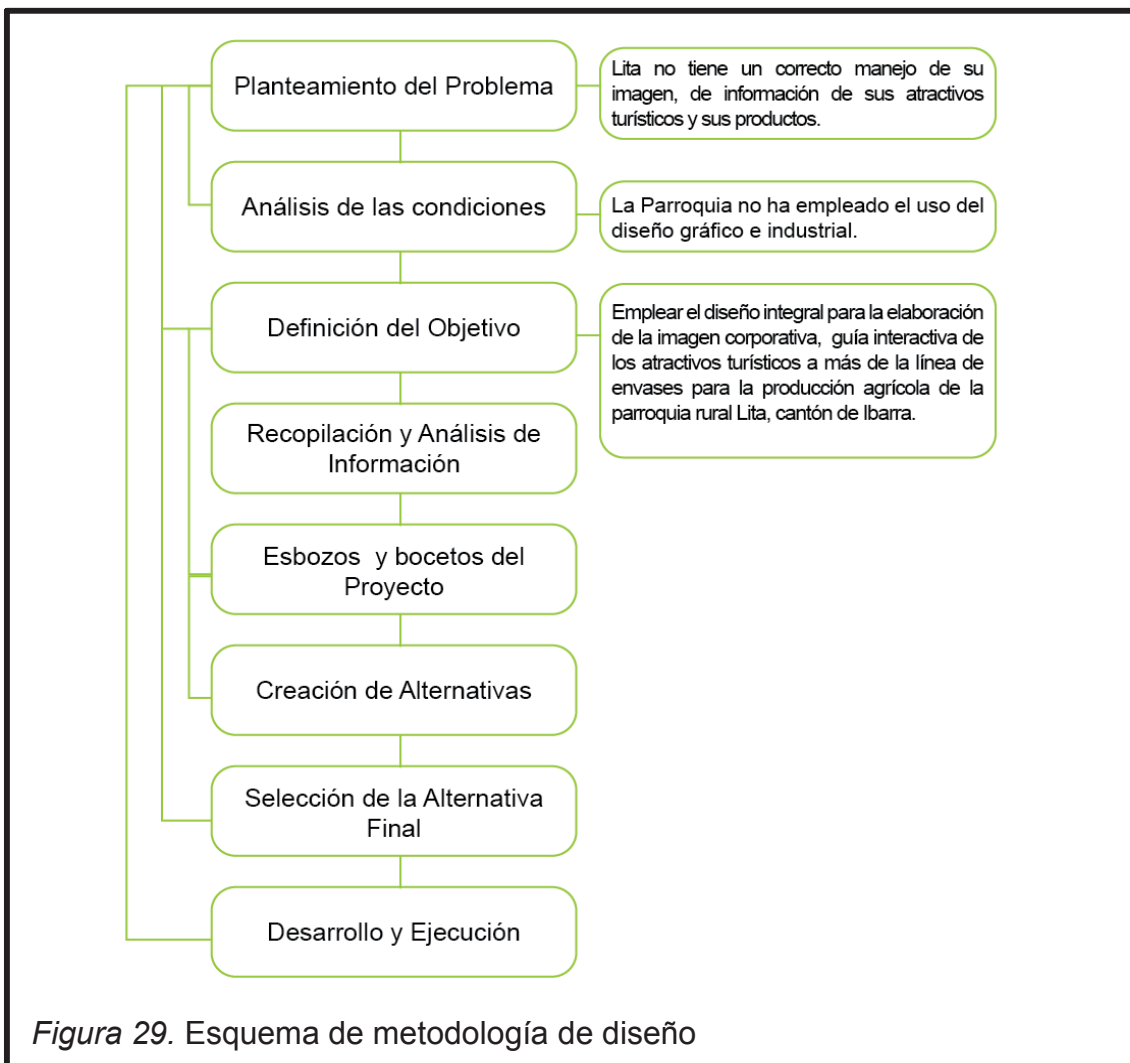 Planteamiento del Problema
Lita no tiene un correcto manejo de su
imagen, de información de sus atractivos
turísticos y sus productos.
Análisis de las condiciones
La Parroquia no ha empleado el uso del
diseño gráfico e industrial.
Definición del Objetivo
Emplear el diseño integral para la elaboración
de la imagen corporativa, guía interactiva de
los atractivos turísticos a más de la línea de
envases para la producción agrícola de la
parroquia rural Lita, cantón de Ibarra.
Recopilación y Análisis de
Información
Esbozos y bocetos del
Proyecto
Creación de Alternativas
Selección de la Alternativa
Final
Desarrollo y Ejecución
Figura 29. Esquema de metodología de diseño